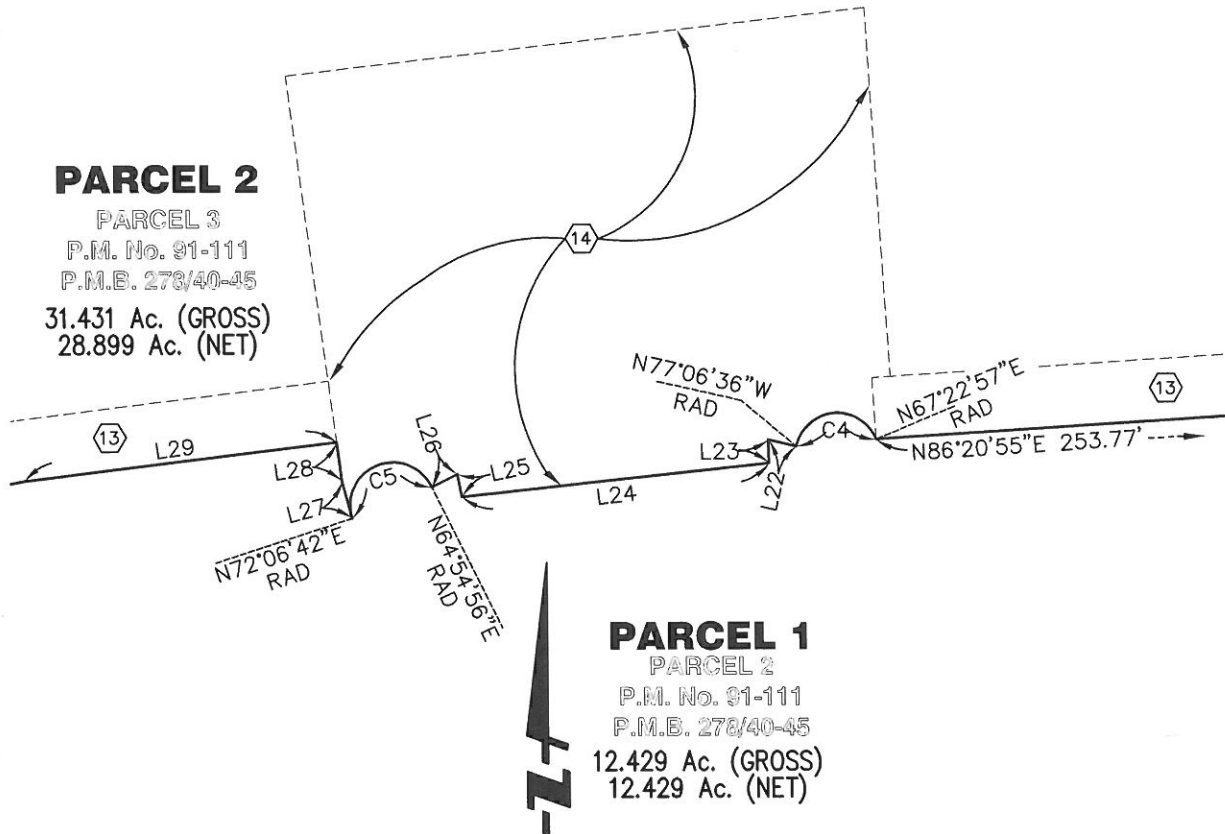 PARCEL 2
PARCEL 3
P.M. No. 91-111
P.M.B. 278/40-45
31.431 Ac. (GROSS)
28.899 Ac. (NET)
14
N77°06'36"W
RAD
N67°22'57"E
RAD
13
C4
N86°20'55"E 253.77'
L23
L22
L24
L25
L26
C5
13
L29
L28
L27
N72°06'42"E
RAD
N64°54'56"E
RAD
PARCEL 1
PARCEL 2
P.M. No. 91-111
P.M.B. 278/40-45
12.429 Ac. (GROSS)
12.429 Ac. (NET)
N